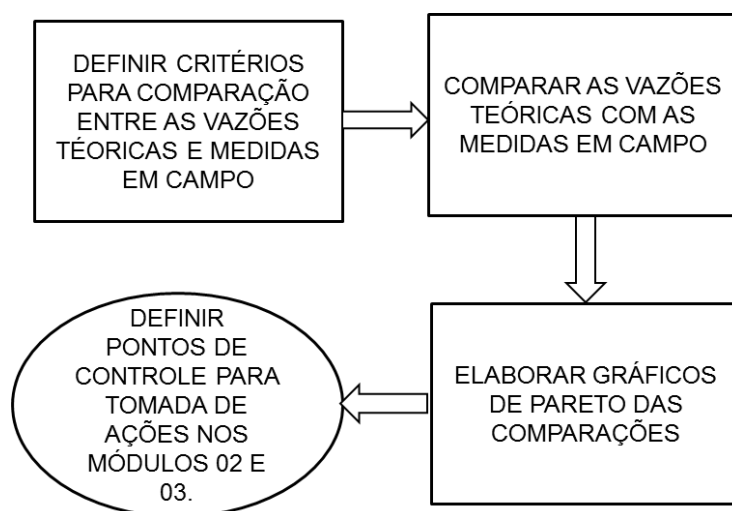 DEFINIR CRITÉRIOS
PARA COMPARAÇÃO
ENTRE AS VAZÕES
TÉORICAS E MEDIDAS
EM CAMPO
COMPARAR AS VAZÕES
TEÓRICAS COM AS
MEDIDAS EM CAMPO
ELABORAR GRÁFICOS
DE PARETO DAS
COMPARAÇÕES
DEFINIR
PONTOS DE
CONTROLE PARA
TOMADA DE
AÇÕES NOS
MÓDULOS 02 E
03.